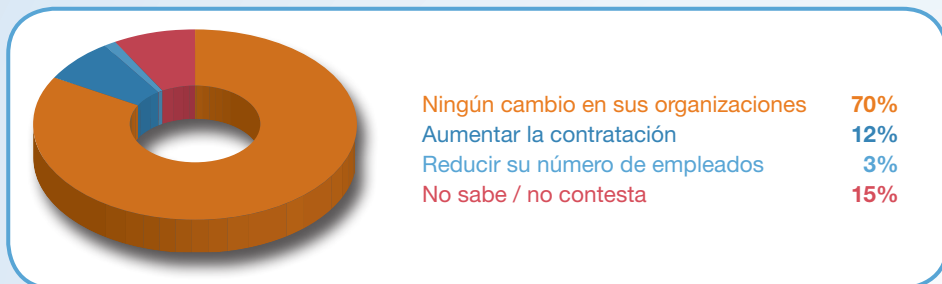 Ningún cambio en sus organizaciones 70%
Aumentar la contratación 12%
Reducir su número de empleados 3%
No sabe / no contesta 15%